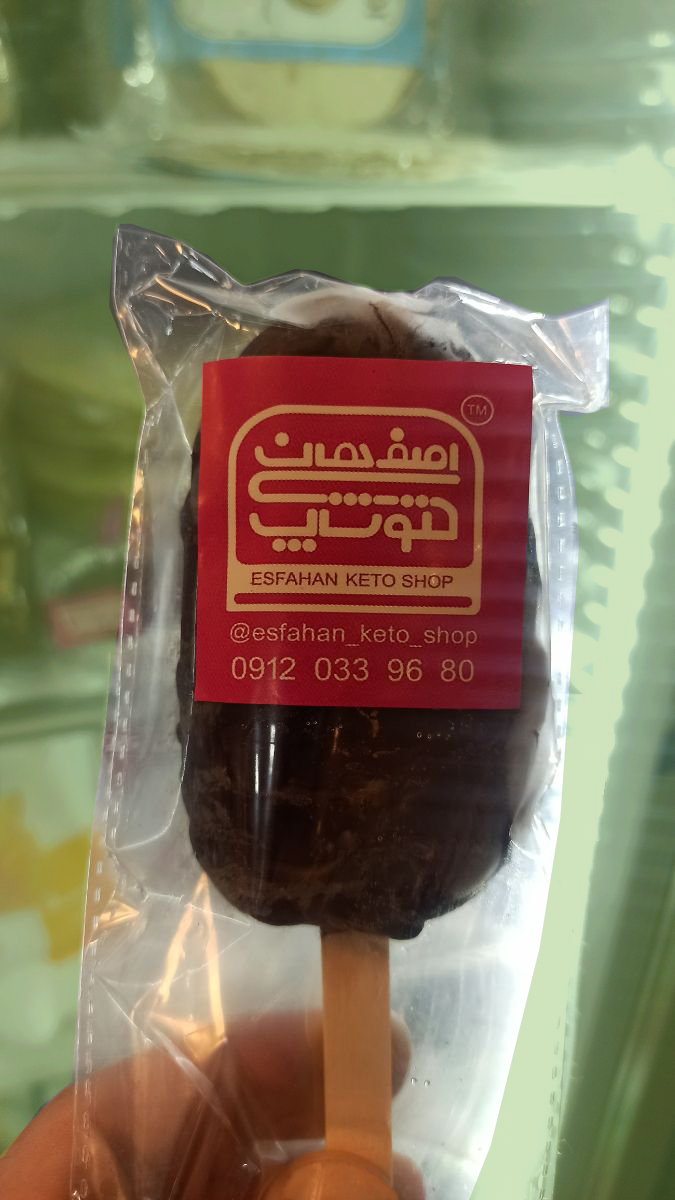 TM
اصفهان
کتوشاپ
ESFAHAN KETO SHOP
@esfahan_keto_shop
0912 033 96 80